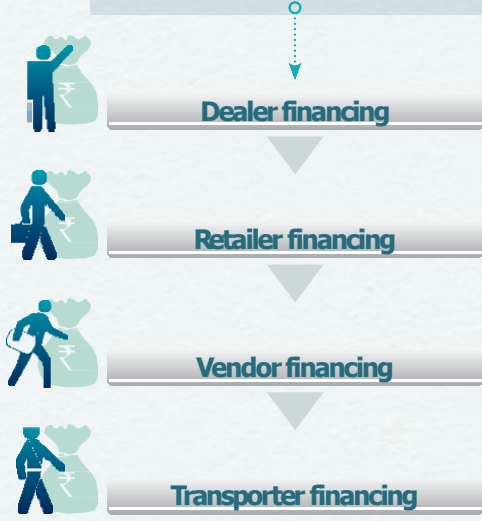 ₹
Dealer financing
₹
Retailer financing
₹
Vendor financing
₹
Transporter financing